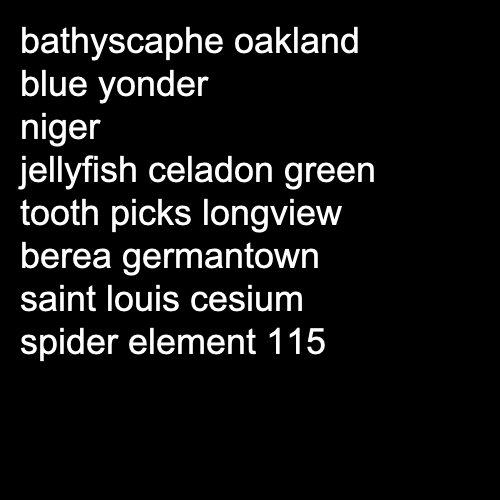 bathyscaphe oakland
blue yonder
niger
jellyfish celadon green
tooth picks longview
berea germantown
saint louis cesium
spider element 115